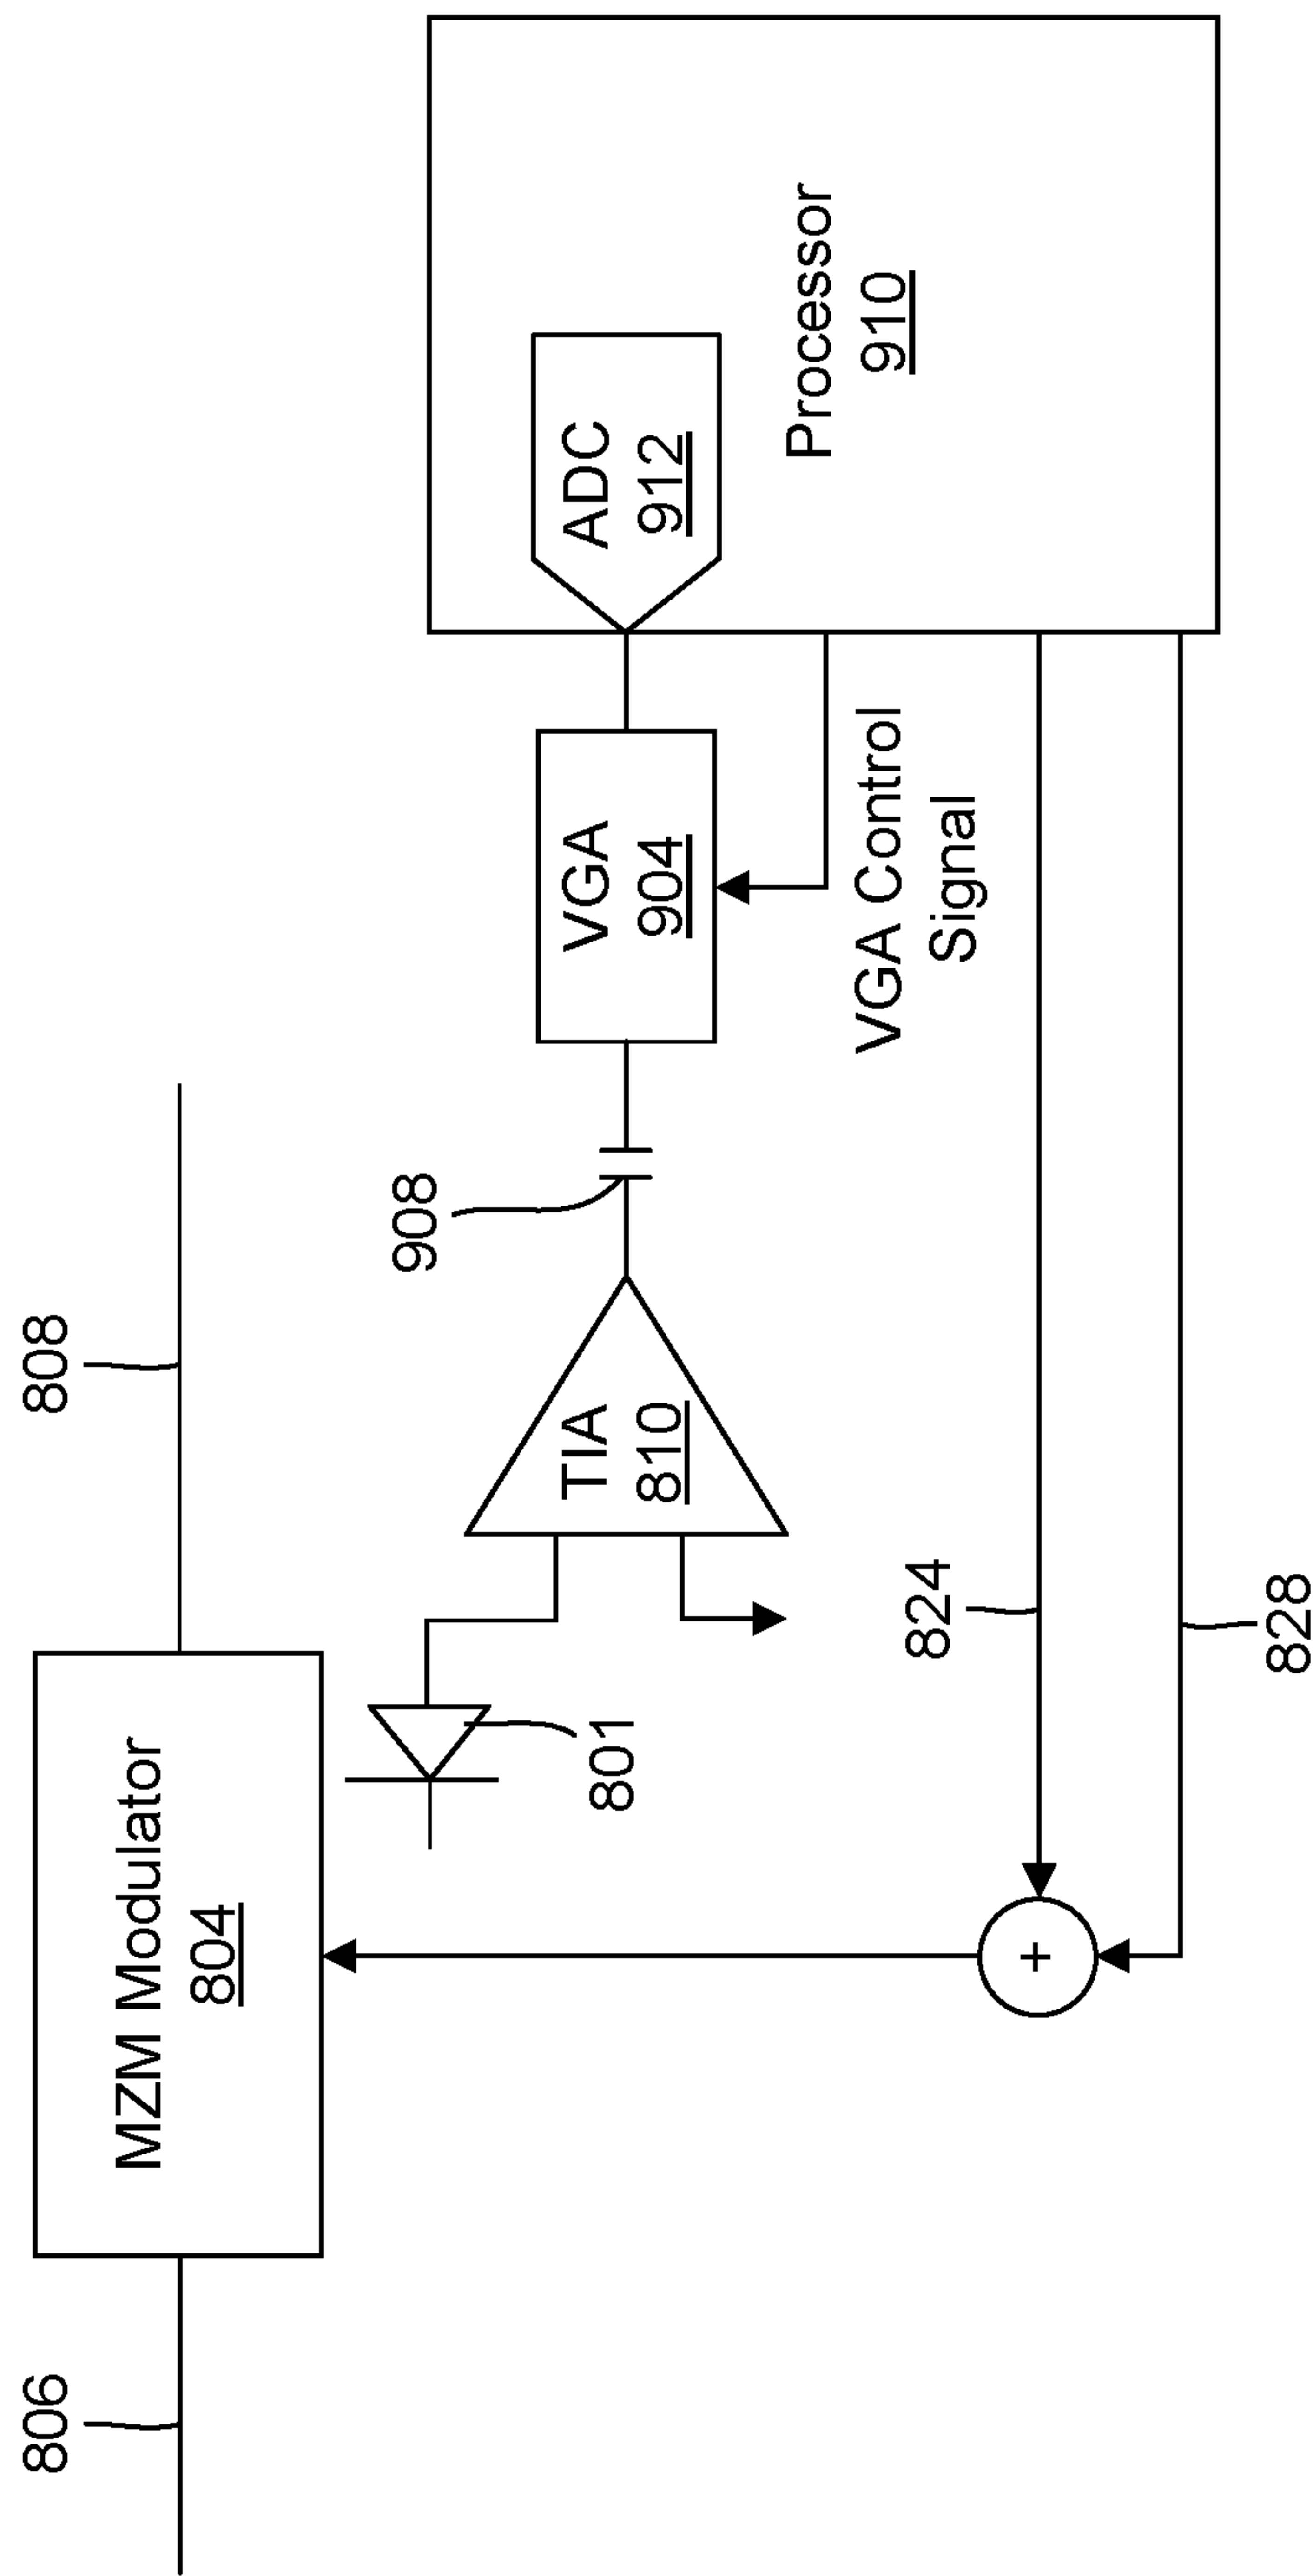 806
808
MZM Modulator
804
801
TIA
810
908
VGA
904
ADC
912
Processor
910
VGA Control
Signal
+
824
828